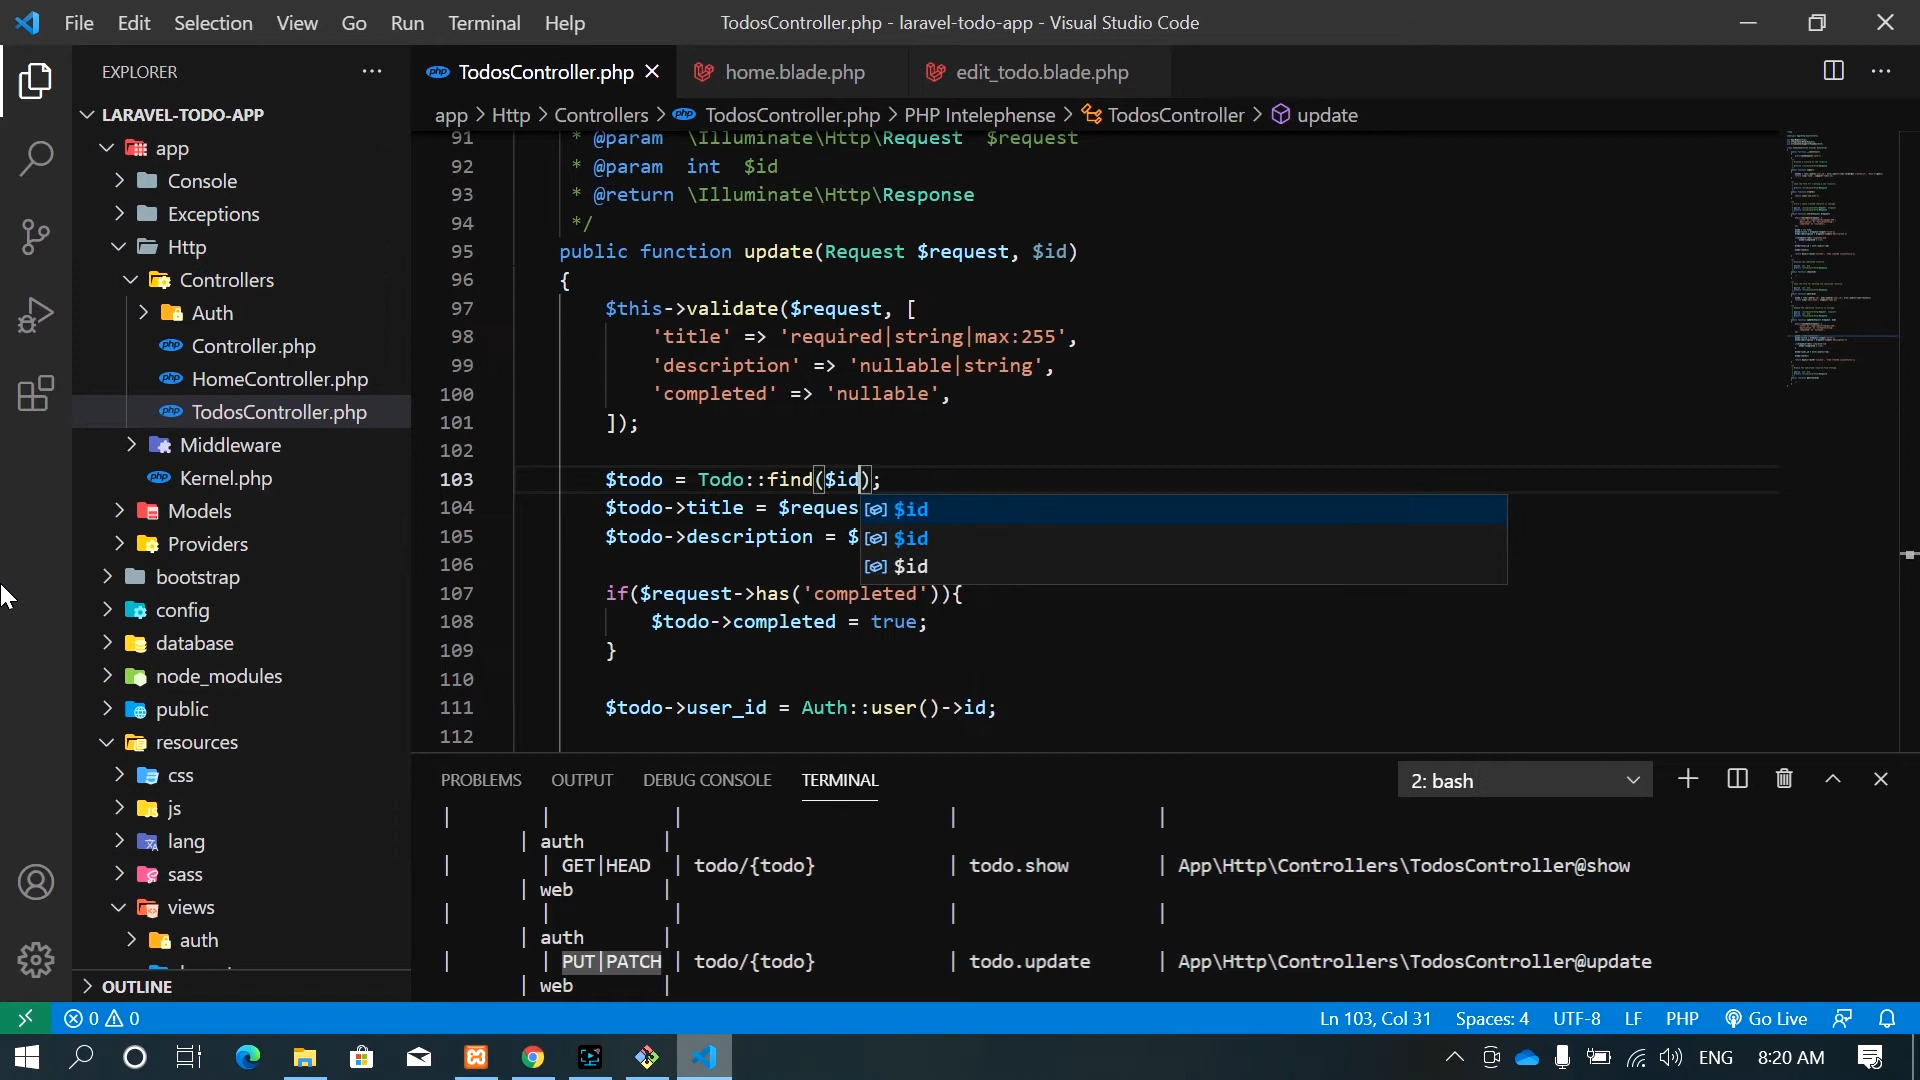 File Edit Selection View Go Run Terminal Help
TodosController.php - laravel-todo-app - Visual Studio Code
EXPLORER
LARAVEL-TODO-APP
app
Console
Exceptions
Http
Controllers
Auth
Controller.php
HomeController.php
TodosController.php
Middleware
Kernel.php
Models
Providers
bootstrap
config
database
node_modules
public
resources
css
js
lang
sass
views
auth
OUTLINE
TodosController.php home.blade.php edit_todo.blade.php
app > Http > Controllers > TodosController.php > PHP Intelephense > TodosController > update
91 * @param \Illuminate\Http\Request $request
92 * @param int $id
93 * @return \Illuminate\Http\Response
94 */
95 public function update(Request $request, $id)
96 {
97 $this->validate($request, [
98 'title' => 'required|string|max:255',
99 'description' => 'nullable|string',
100 'completed' => 'nullable',
101 ]);
102
103 $todo = Todo::find($id);
104 $todo->title = $reques
105 $todo->description = $
$id
$id
$id
106
107 if($request->has('completed')){
108 $todo->completed = true;
109 }
110
111 $todo->user_id = Auth::user()->id;
112
PROBLEMS OUTPUT DEBUG CONSOLE TERMINAL
2: bash
| | | | |
| auth |
| | GET|HEAD | todo/{todo} | todo.show | App\Http\Controllers\TodosController@show
| web |
| | | | |
| auth |
| | PUT|PATCH | todo/{todo} | todo.update | App\Http\Controllers\TodosController@update
| web |
0 0
Ln 103, Col 31 Spaces: 4 UTF-8 LF PHP Go Live
ENG 8:20 AM